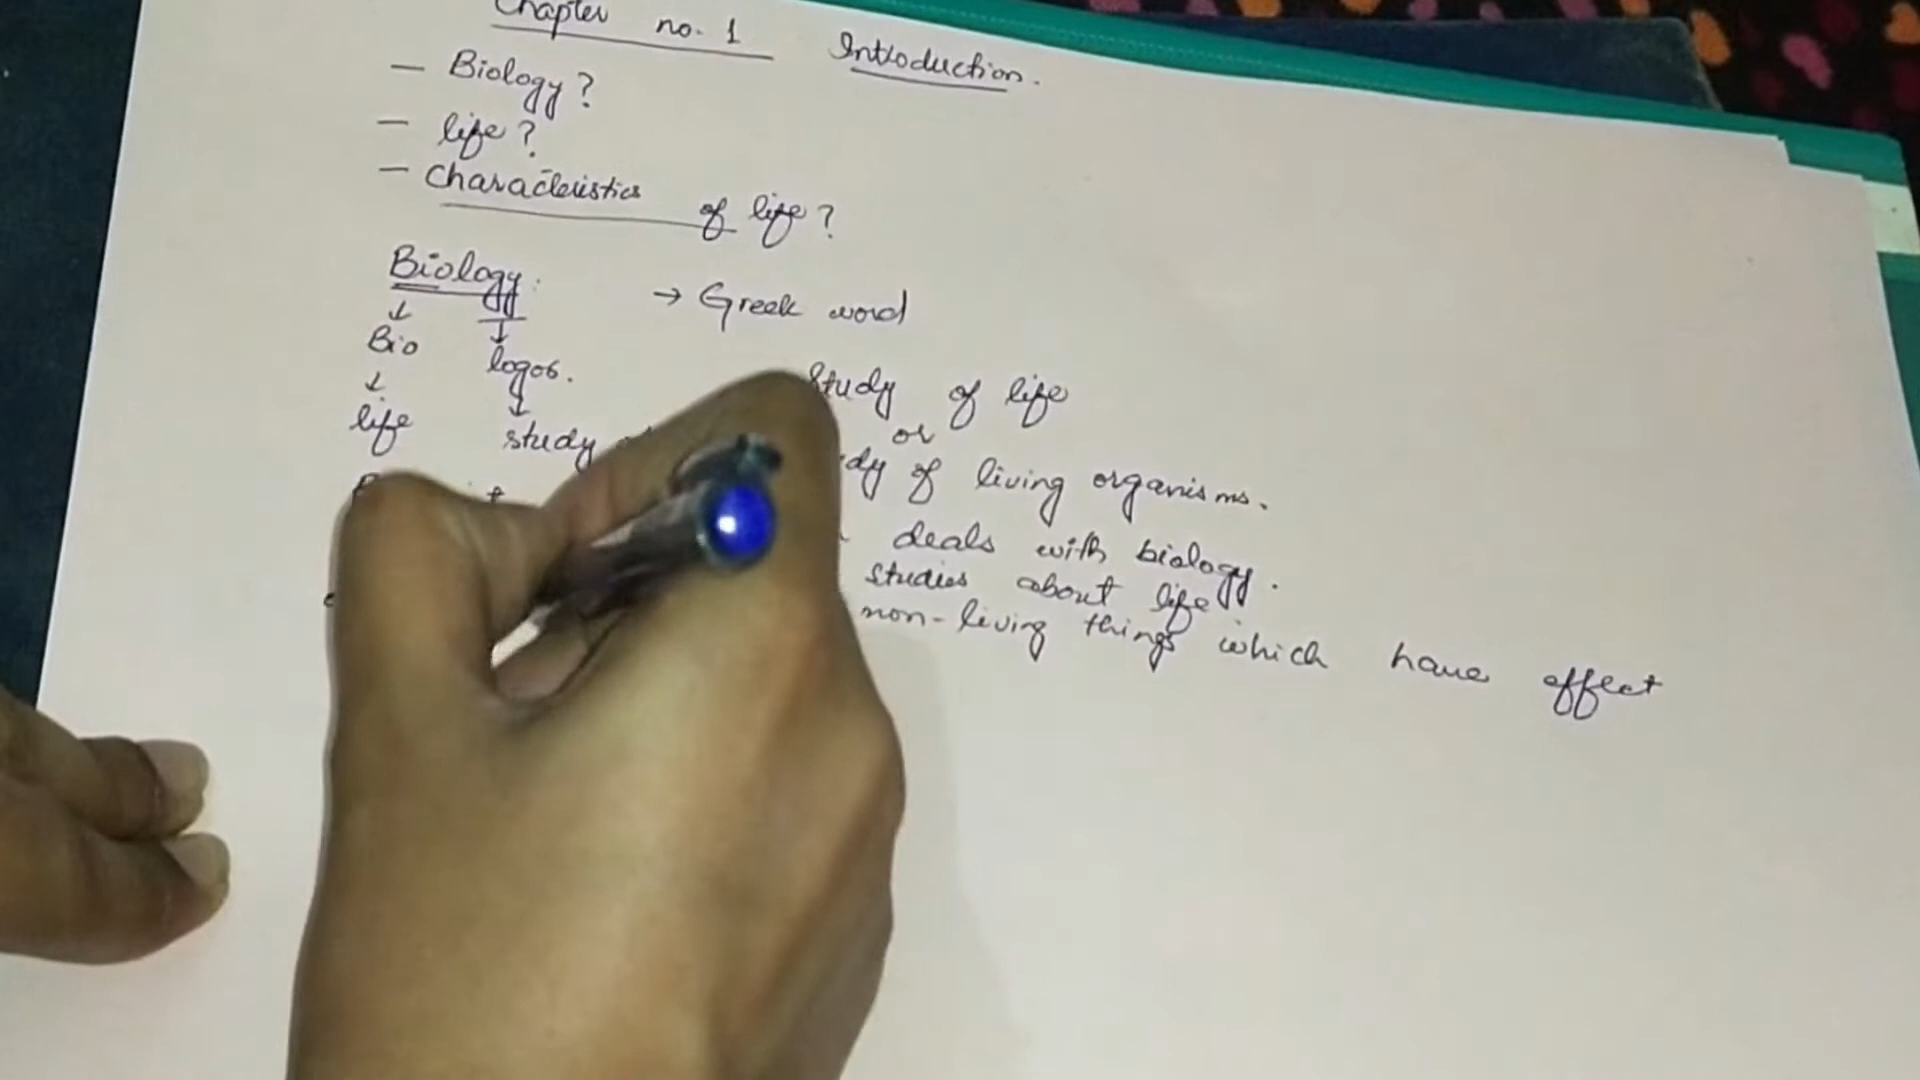 Chapter no. 1 Introduction.
— Biology?
— life?
— Characteristics of life?
Biology. → Greek word
↓ ↓
Bio logos.
↓ ↓
life study
study of life
or
of living organisms.
deals with biology.
studies about life
non-living things which have effect